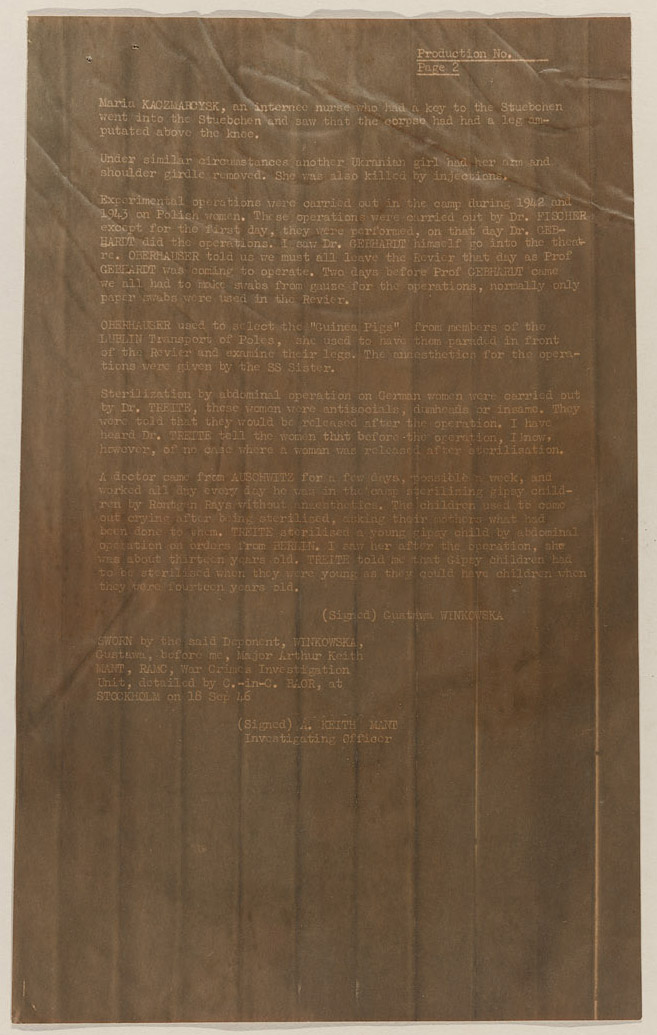 Production No.
Page 2
Maria KACZMARCYSK, an internee nurse who had a key to the Stuebchen
went into the Stuebchen and saw that the corpse had had a leg am-
putated above the knee.
Under similar circumstances another Ukranian girl had her arm and
shoulder girdle removed. She was also killed by injections.
Experimental operations were carried out in the camp during 1942 and
1943 on Polish women. These operations were carried out by Dr. FISCHER
except for the first day, they were performed, on that day Dr. GEB-
HARDT did the operations. I saw Dr. GEBHARDT himself go into the theat-
re. OBERHAUSER told us we must all leave the Revier that day as Prof
GEBHARDT was coming to operate. Two days before Prof GEBHARDT came
we all had to make swabs from gauze for the operations, normally only
paper swabs were used in the Revier.
OBERHAUSER used to select the "Guinea Pigs" from members of the
LUBLIN Transport of Poles, she used to have them paraded in front
of the Revier and examine their legs. The anaesthetics for the opera-
tions were given by the SS Sister.
Sterilization by abdominal operation on German women were carried out
by Dr. TREITE, these women were antisocials, dumheads or insane. They
were told that they would be released after the operation. I have
heard Dr. TREITE tell the women that before the operation, I know,
however, of no case where a woman was released after sterilization.
A doctor came from AUSCHWITZ for a few days, possible a week, and
worked all day every day he was in the camp sterilizing gipsy child-
ren by Röntgen Rays without anaesthetics. The children used to come
out crying after being sterilised, asking their mothers what had
been done to them. TREITE sterilised a young gipsy child by abdominal
operation on orders from BERLIN. I saw her after the operation, she
was about thirteen years old. TREITE told me that Gipsy children had
to be sterilised when they were young as they could have children when
they were fourteen years old.
(Signed) Gustawa WINKOWSKA
SWORN by the said Deponent, WINKOWSKA,
Gustawa, before me, Major Arthur Keith
MANT, RAMC, War Crimes Investigation
Unit, detailed by C.-in-C. BAOR, at
STOCKHOLM on 18 Sep 46
(Signed) A. KEITH MANT
Investigating Officer